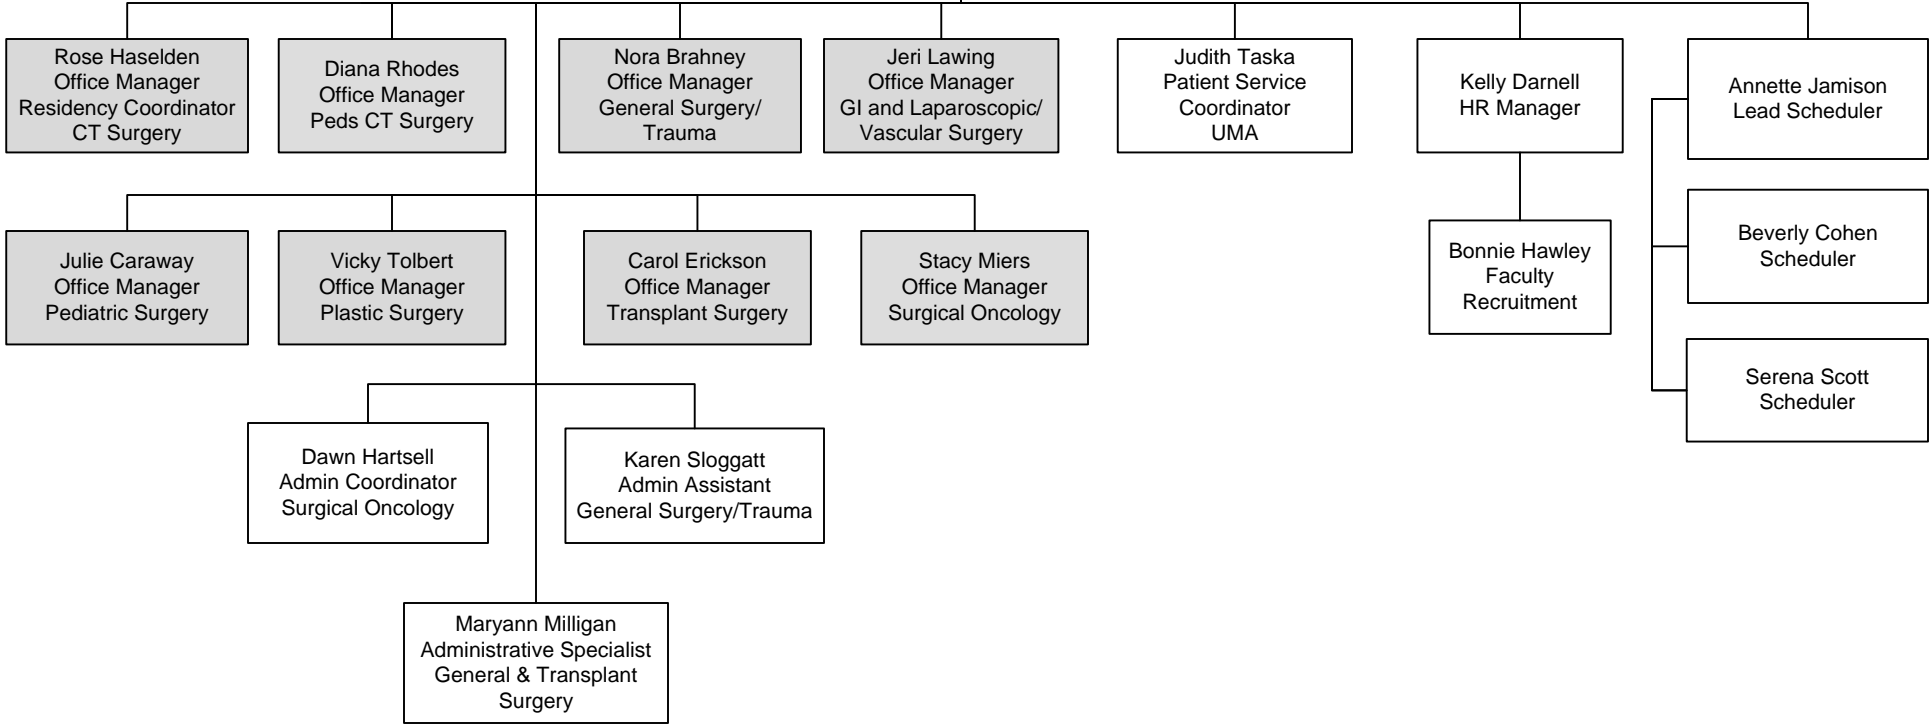 Rose Haselden
Office Manager
Residency Coordinator
CT Surgery
Diana Rhodes
Office Manager
Peds CT Surgery
Nora Brahney
Office Manager
General Surgery/
Trauma
Jeri Lawing
Office Manager
GI and Laparoscopic/
Vascular Surgery
Judith Taska
Patient Service
Coordinator
UMA
Kelly Darnell
HR Manager
Annette Jamison
Lead Scheduler
Julie Caraway
Office Manager
Pediatric Surgery
Vicky Tolbert
Office Manager
Plastic Surgery
Carol Erickson
Office Manager
Transplant Surgery
Stacy Miers
Office Manager
Surgical Oncology
Bonnie Hawley
Faculty
Recruitment
Beverly Cohen
Scheduler
Serena Scott
Scheduler
Dawn Hartsell
Admin Coordinator
Surgical Oncology
Karen Sloggatt
Admin Assistant
General Surgery/Trauma
Maryann Milligan
Administrative Specialist
General & Transplant
Surgery